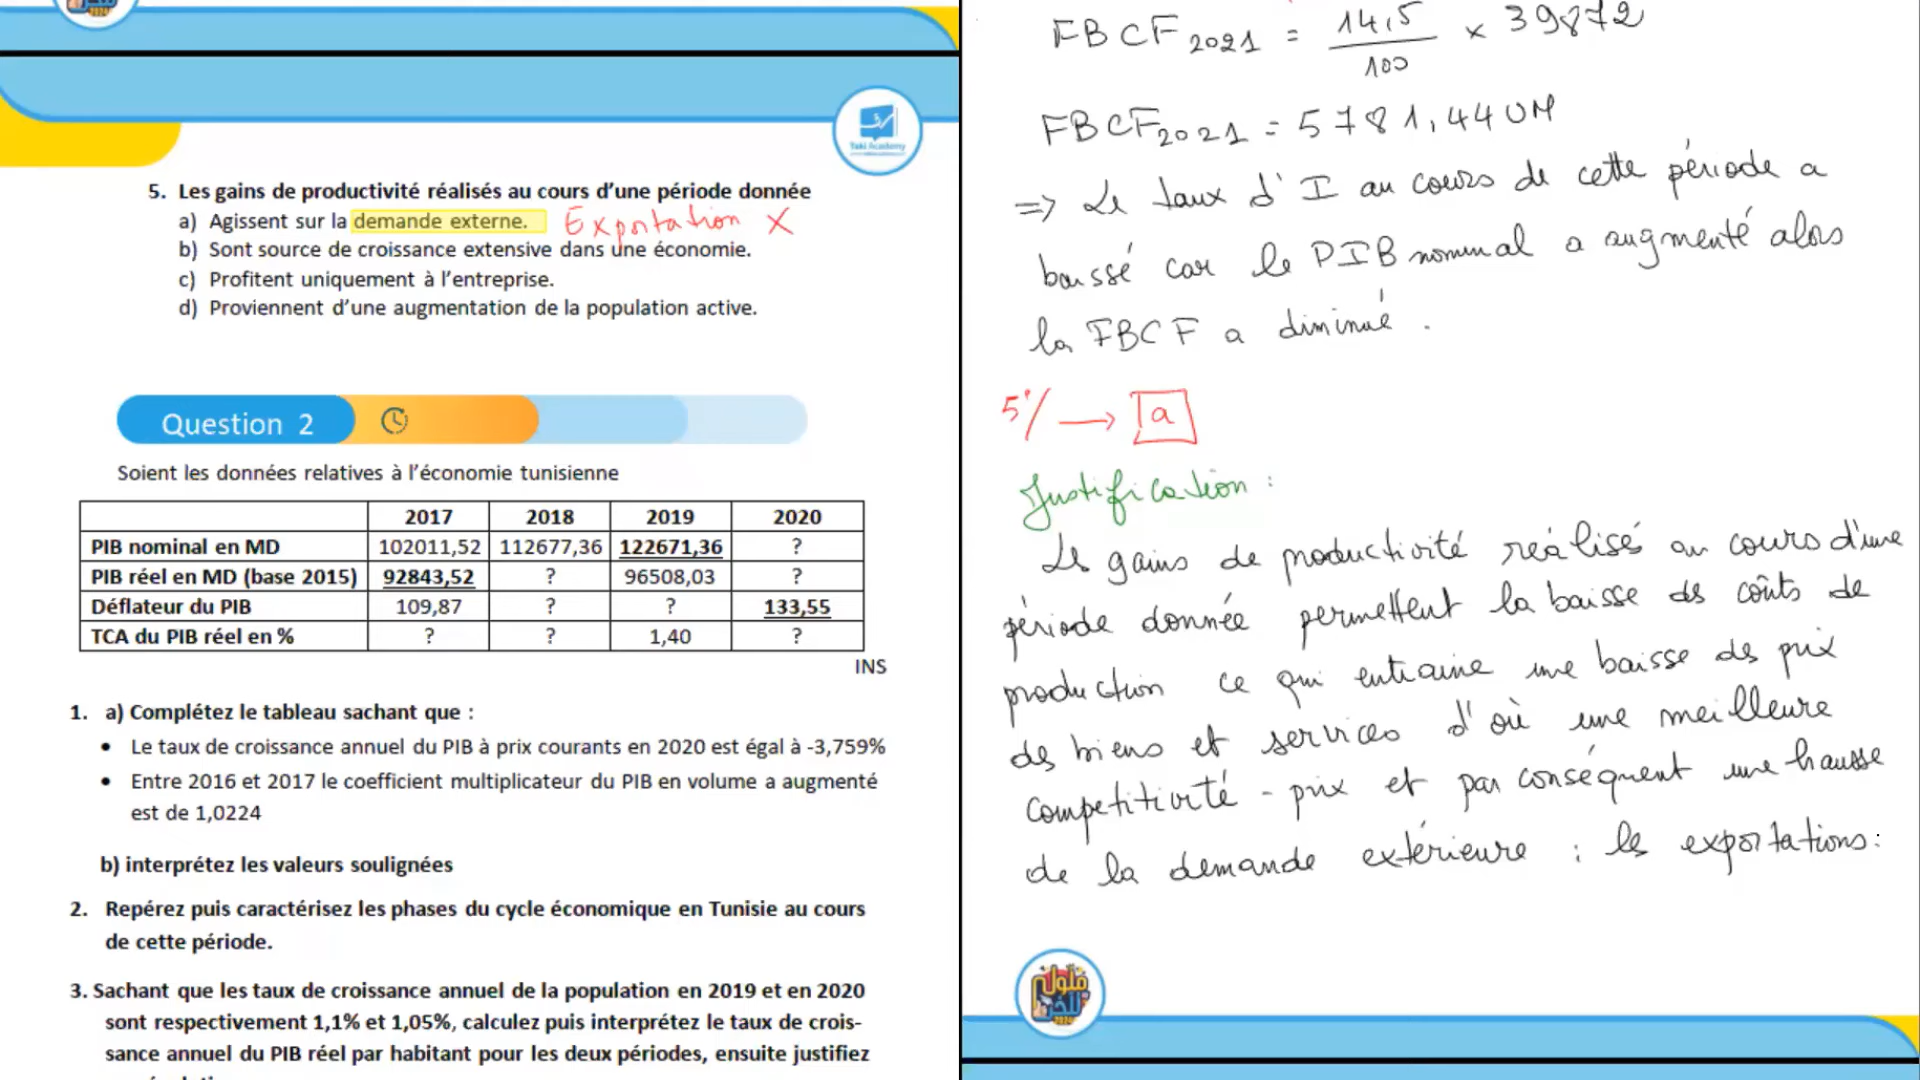 Taki Academy
5. Les gains de productivité réalisés au cours d’une période donnée
a) Agissent sur la demande externe. Exportation X
b) Sont source de croissance extensive dans une économie.
c) Profitent uniquement à l’entreprise.
d) Proviennent d’une augmentation de la population active.
Question 2
Soient les données relatives à l’économie tunisienne
2017 2018 2019 2020
PIB nominal en MD 102011,52 112677,36 122671,36 ?
PIB réel en MD (base 2015) 92843,52 ? 96508,03 ?
Déflateur du PIB 109,87 ? ? 133,55
TCA du PIB réel en % ? ? 1,40 ?
INS
1. a) Complétez le tableau sachant que :
• Le taux de croissance annuel du PIB à prix courants en 2020 est égal à -3,759%
• Entre 2016 et 2017 le coefficient multiplicateur du PIB en volume a augmenté
est de 1,0224
b) interprétez les valeurs soulignées
2. Repérez puis caractérisez les phases du cycle économique en Tunisie au cours
de cette période.
3. Sachant que les taux de croissance annuel de la population en 2019 et en 2020
sont respectivement 1,1% et 1,05%, calculez puis interprétez le taux de crois-
sance annuel du PIB réel par habitant pour les deux périodes, ensuite justifiez
FBCF2021 = 14,5/100 × 39872
FBCF2021 = 5781,44 UM
=> Le taux d'I au cours de cette période a
baissé car le PIB nominal a augmenté alors
la FBCF a diminué .
5°/ → a
Justification :
Les gains de productivité réalisés au cours d'une
période donnée permettent la baisse des coûts de
production ce qui entraine une baisse des prix
des biens et services d'où une meilleure
compétitivité - prix et par conséquent une hausse
de la demande extérieure : les exportations.